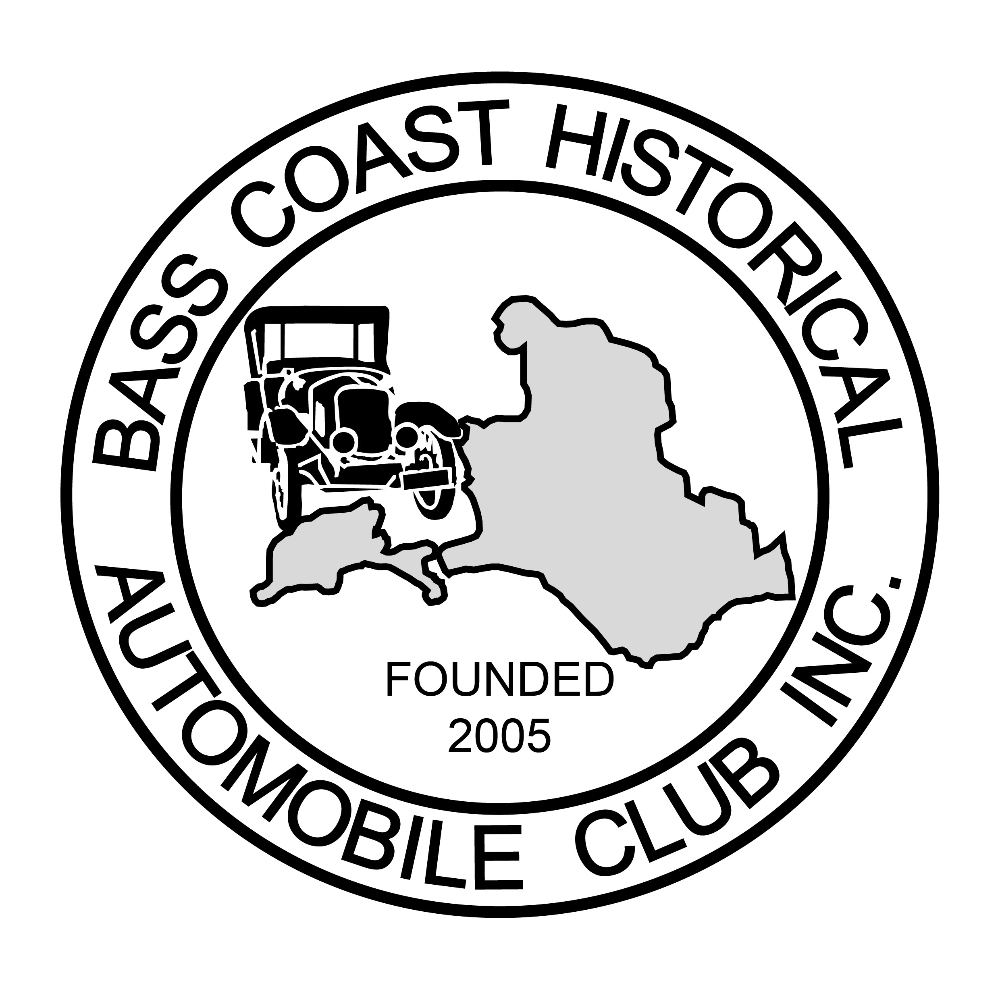 BASS COAST HISTORICAL
AUTOMOBILE CLUB INC.
FOUNDED
2005